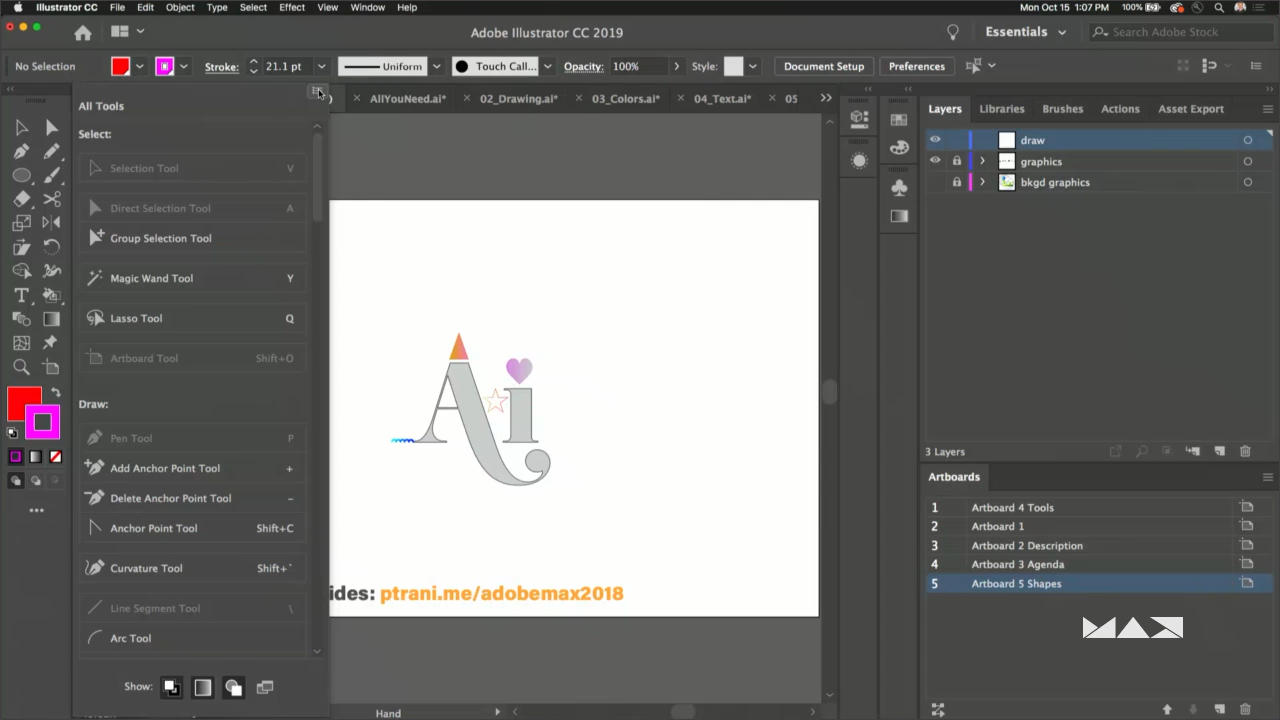 Illustrator CC File Edit Object Type Select Effect View Window Help Mon Oct 15 1:07 PM 100%
Adobe Illustrator CC 2019 Essentials Search Adobe Stock
No Selection Stroke: 21.1 pt Uniform Touch Call... Opacity: 100% Style: Document Setup Preferences
AllYouNeed.ai* 02_Drawing.ai* 03_Colors.ai* 04_Text.ai* 05
All Tools
Select:
Selection Tool V
Direct Selection Tool A
Group Selection Tool
Magic Wand Tool Y
Lasso Tool Q
Artboard Tool Shift+O
Draw:
Pen Tool P
Add Anchor Point Tool +
Delete Anchor Point Tool -
Anchor Point Tool Shift+C
Curvature Tool Shift+`
Line Segment Tool \
Arc Tool
Show:
Ai
ides: ptrani.me/adobemax2018
Hand
Layers Libraries Brushes Actions Asset Export
draw
graphics
bkgd graphics
3 Layers
Artboards
1 Artboard 4 Tools
2 Artboard 1
3 Artboard 2 Description
4 Artboard 3 Agenda
5 Artboard 5 Shapes
MAX